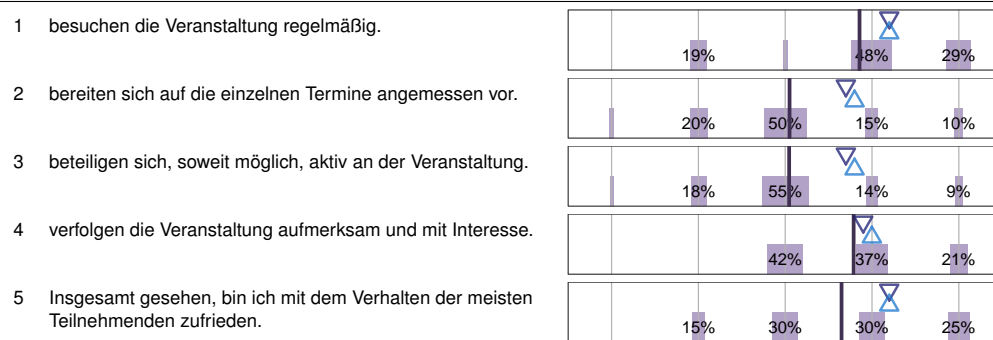 1 besuchen die Veranstaltung regelmäßig.
19% 48% 29%
2 bereiten sich auf die einzelnen Termine angemessen vor.
20% 50% 15% 10%
3 beteiligen sich, soweit möglich, aktiv an der Veranstaltung.
18% 55% 14% 9%
4 verfolgen die Veranstaltung aufmerksam und mit Interesse.
42% 37% 21%
5 Insgesamt gesehen, bin ich mit dem Verhalten der meisten
Teilnehmenden zufrieden.
15% 30% 30% 25%